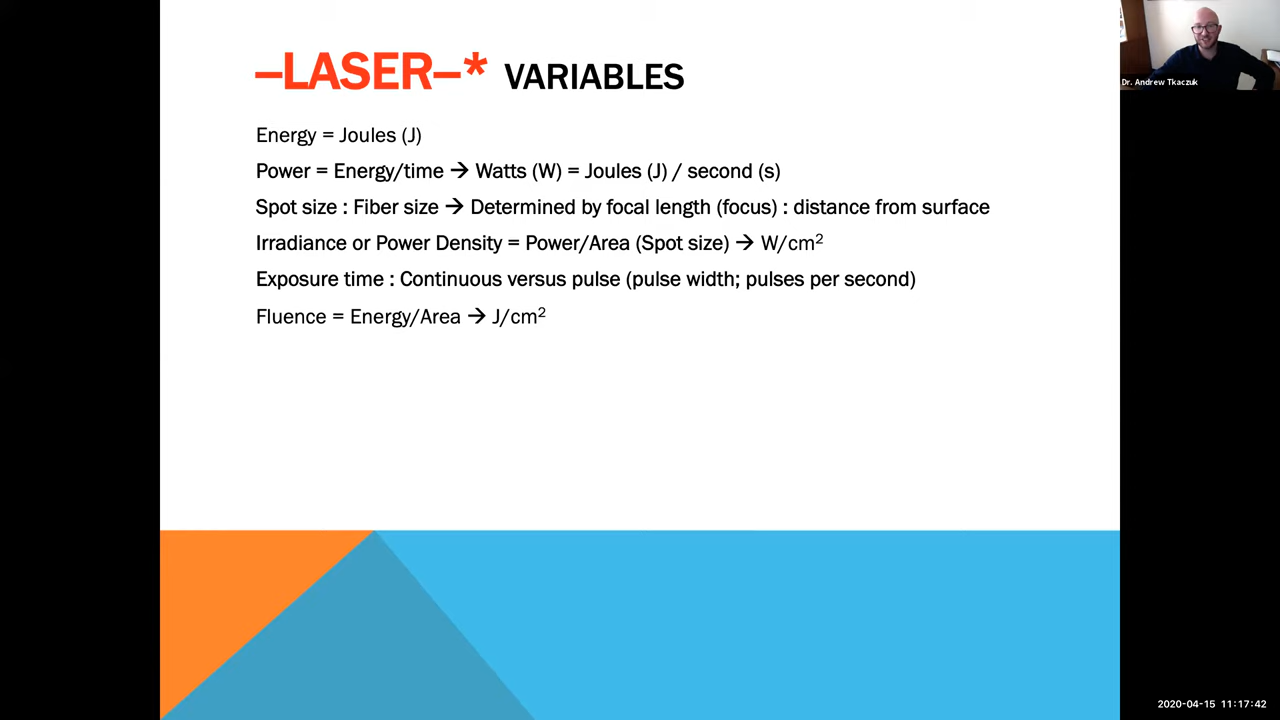 –LASER–* VARIABLES
Energy = Joules (J)
Power = Energy/time → Watts (W) = Joules (J) / second (s)
Spot size : Fiber size → Determined by focal length (focus) : distance from surface
Irradiance or Power Density = Power/Area (Spot size) → W/cm²
Exposure time : Continuous versus pulse (pulse width; pulses per second)
Fluence = Energy/Area → J/cm²
Dr. Andrew Tkaczuk
2020-04-15 11:17:42